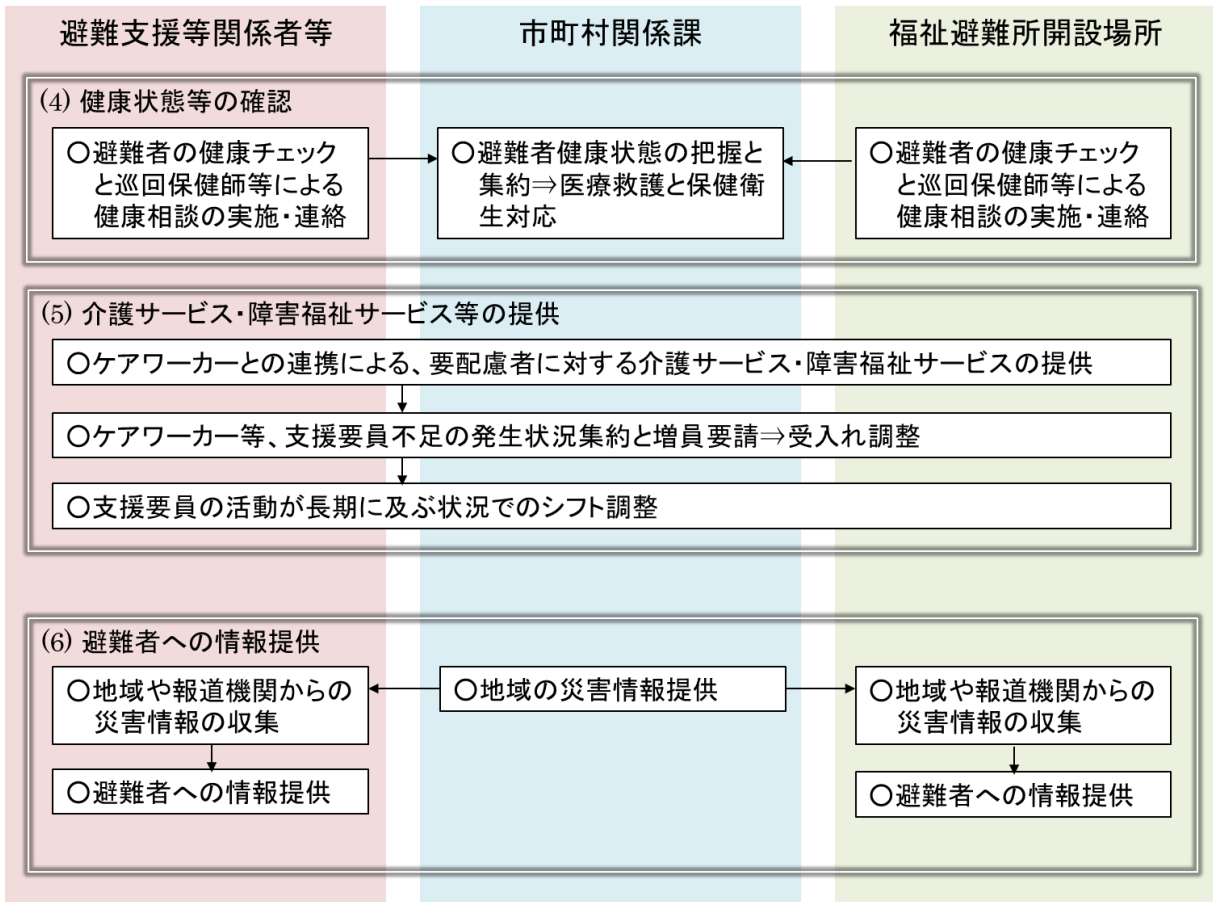 避難支援等関係者等
市町村関係課
福祉避難所開設場所
(4) 健康状態等の確認
○避難者の健康チェック
と巡回保健師等による
健康相談の実施・連絡
○避難者健康状態の把握と
集約⇒医療救護と保健衛
生対応
○避難者の健康チェック
と巡回保健師等による
健康相談の実施・連絡
(5) 介護サービス・障害福祉サービス等の提供
○ケアワーカーとの連携による、要配慮者に対する介護サービス・障害福祉サービスの提供
○ケアワーカー等、支援要員不足の発生状況集約と増員要請⇒受入れ調整
○支援要員の活動が長期に及ぶ状況でのシフト調整
(6) 避難者への情報提供
○地域や報道機関からの
災害情報の収集
○避難者への情報提供
○地域の災害情報提供
○地域や報道機関からの
災害情報の収集
○避難者への情報提供